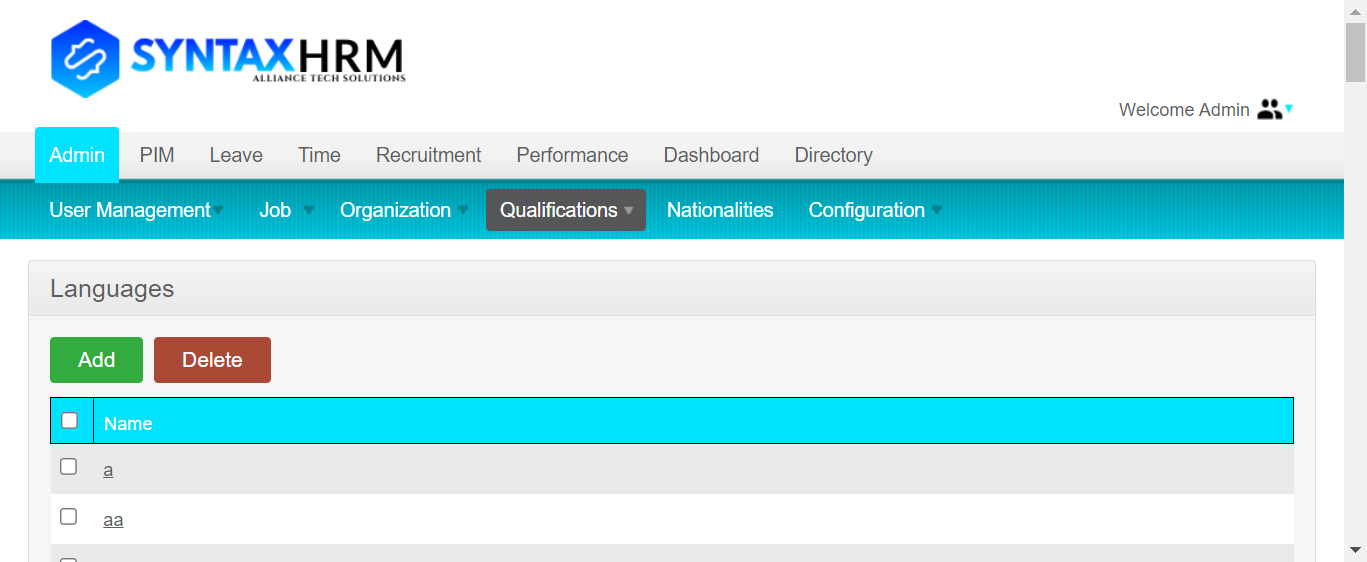 SYNTAXHRM
ALLIANCE TECH SOLUTIONS
Welcome Admin
Admin PIM Leave Time Recruitment Performance Dashboard Directory
User Management Job Organization Qualifications Nationalities Configuration
Languages
Add Delete
Name
a
aa